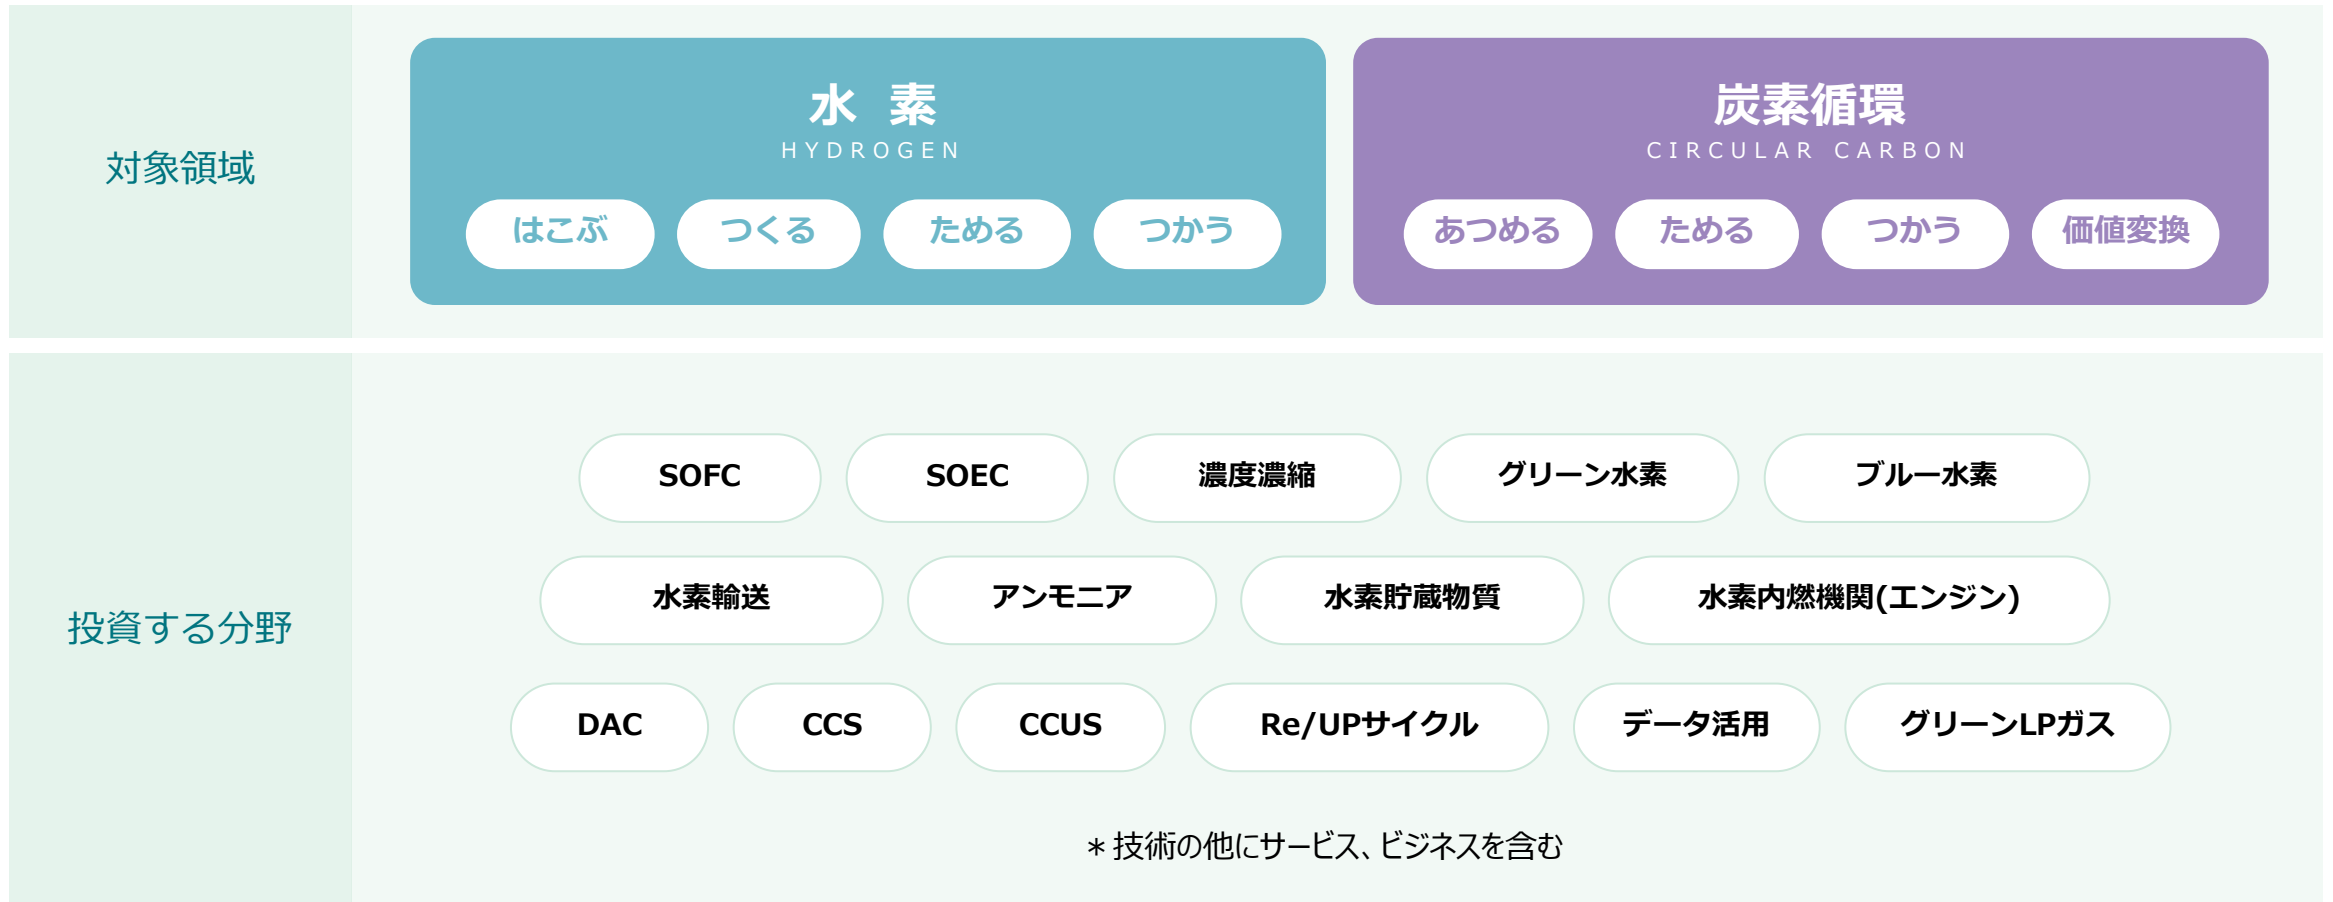 対象領域
水 素
HYDROGEN
はこぶ つくる ためる つかう
炭素循環
CIRCULAR CARBON
あつめる ためる つかう 価値変換
投資する分野
SOFC SOEC 濃度濃縮 グリーン水素 ブルー水素
水素輸送 アンモニア 水素貯蔵物質 水素内燃機関(エンジン)
DAC CCS CCUS Re/UPサイクル データ活用 グリーンLPガス
＊技術の他にサービス、ビジネスを含む